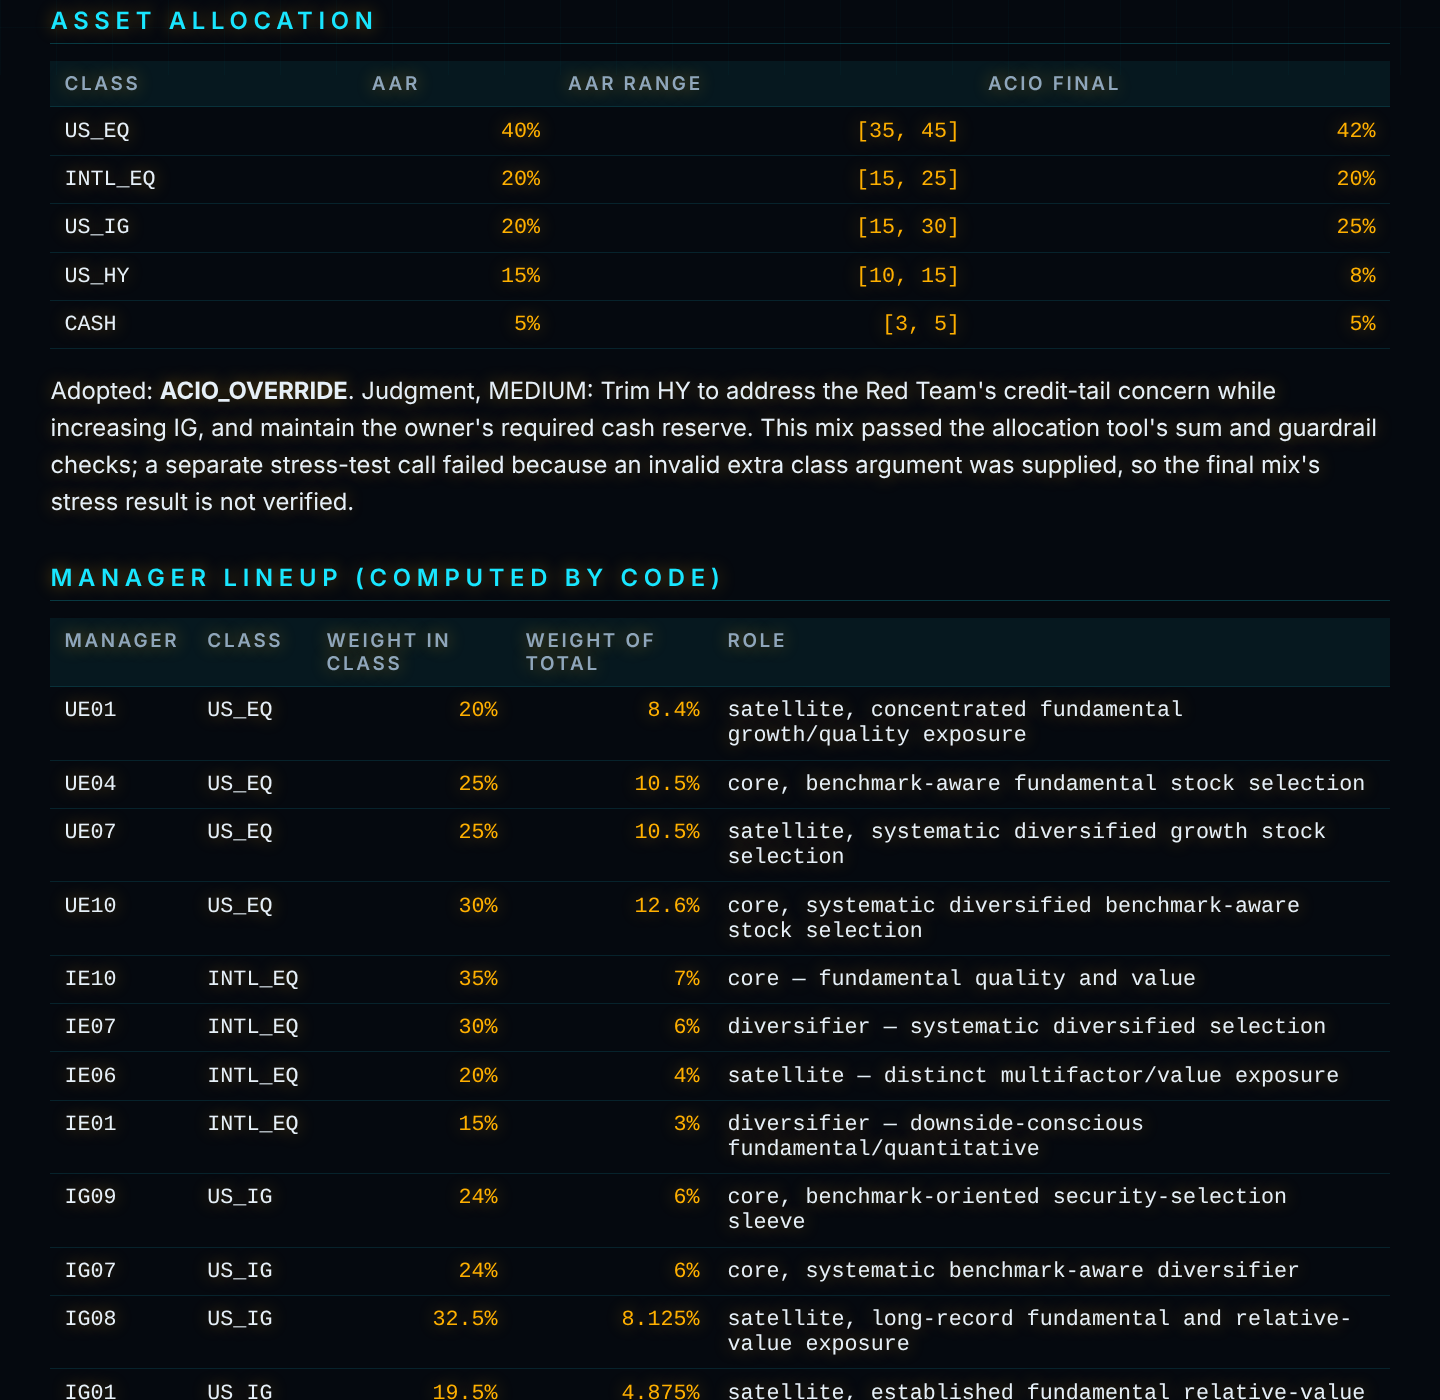 ASSET ALLOCATION
CLASS AAR AAR RANGE ACIO FINAL
US_EQ 40% [35, 45] 42%
INTL_EQ 20% [15, 25] 20%
US_IG 20% [15, 30] 25%
US_HY 15% [10, 15] 8%
CASH 5% [3, 5] 5%
Adopted: ACIO_OVERRIDE. Judgment, MEDIUM: Trim HY to address the Red Team's credit-tail concern while
increasing IG, and maintain the owner's required cash reserve. This mix passed the allocation tool's sum and guardrail
checks; a separate stress-test call failed because an invalid extra class argument was supplied, so the final mix's
stress result is not verified.
MANAGER LINEUP (COMPUTED BY CODE)
MANAGER CLASS WEIGHT IN WEIGHT OF ROLE
CLASS TOTAL
UE01 US_EQ 20% 8.4% satellite, concentrated fundamental
growth/quality exposure
UE04 US_EQ 25% 10.5% core, benchmark-aware fundamental stock selection
UE07 US_EQ 25% 10.5% satellite, systematic diversified growth stock
selection
UE10 US_EQ 30% 12.6% core, systematic diversified benchmark-aware
stock selection
IE10 INTL_EQ 35% 7% core — fundamental quality and value
IE07 INTL_EQ 30% 6% diversifier — systematic diversified selection
IE06 INTL_EQ 20% 4% satellite — distinct multifactor/value exposure
IE01 INTL_EQ 15% 3% diversifier — downside-conscious
fundamental/quantitative
IG09 US_IG 24% 6% core, benchmark-oriented security-selection
sleeve
IG07 US_IG 24% 6% core, systematic benchmark-aware diversifier
IG08 US_IG 32.5% 8.125% satellite, long-record fundamental and relative-
value exposure
IG01 US_IG 19.5% 4.875% satellite, established fundamental relative-value